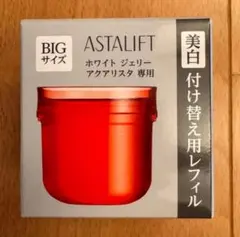 BIG
サイズ
ASTALIFT
ホワイト ジェリー
アクアリスタ 専用
美白
付け替え用レフィル